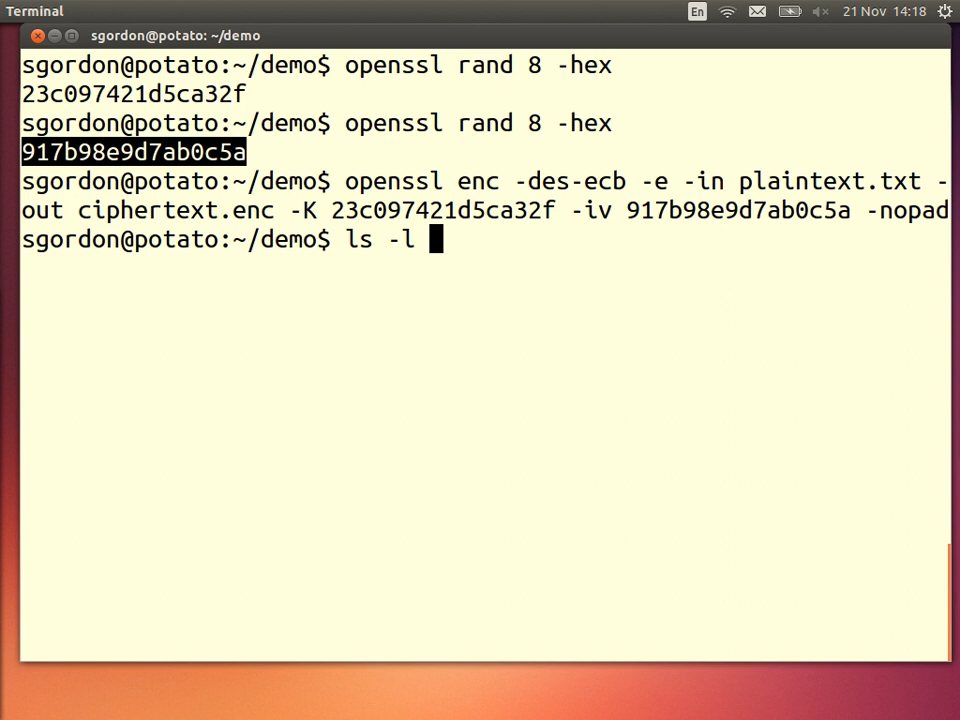 Terminal
En
21 Nov 14:18
sgordon@potato: ~/demo
sgordon@potato:~/demo$ openssl rand 8 -hex
23c097421d5ca32f
sgordon@potato:~/demo$ openssl rand 8 -hex
917b98e9d7ab0c5a
sgordon@potato:~/demo$ openssl enc -des-ecb -e -in plaintext.txt -
out ciphertext.enc -K 23c097421d5ca32f -iv 917b98e9d7ab0c5a -nopad
sgordon@potato:~/demo$ ls -l